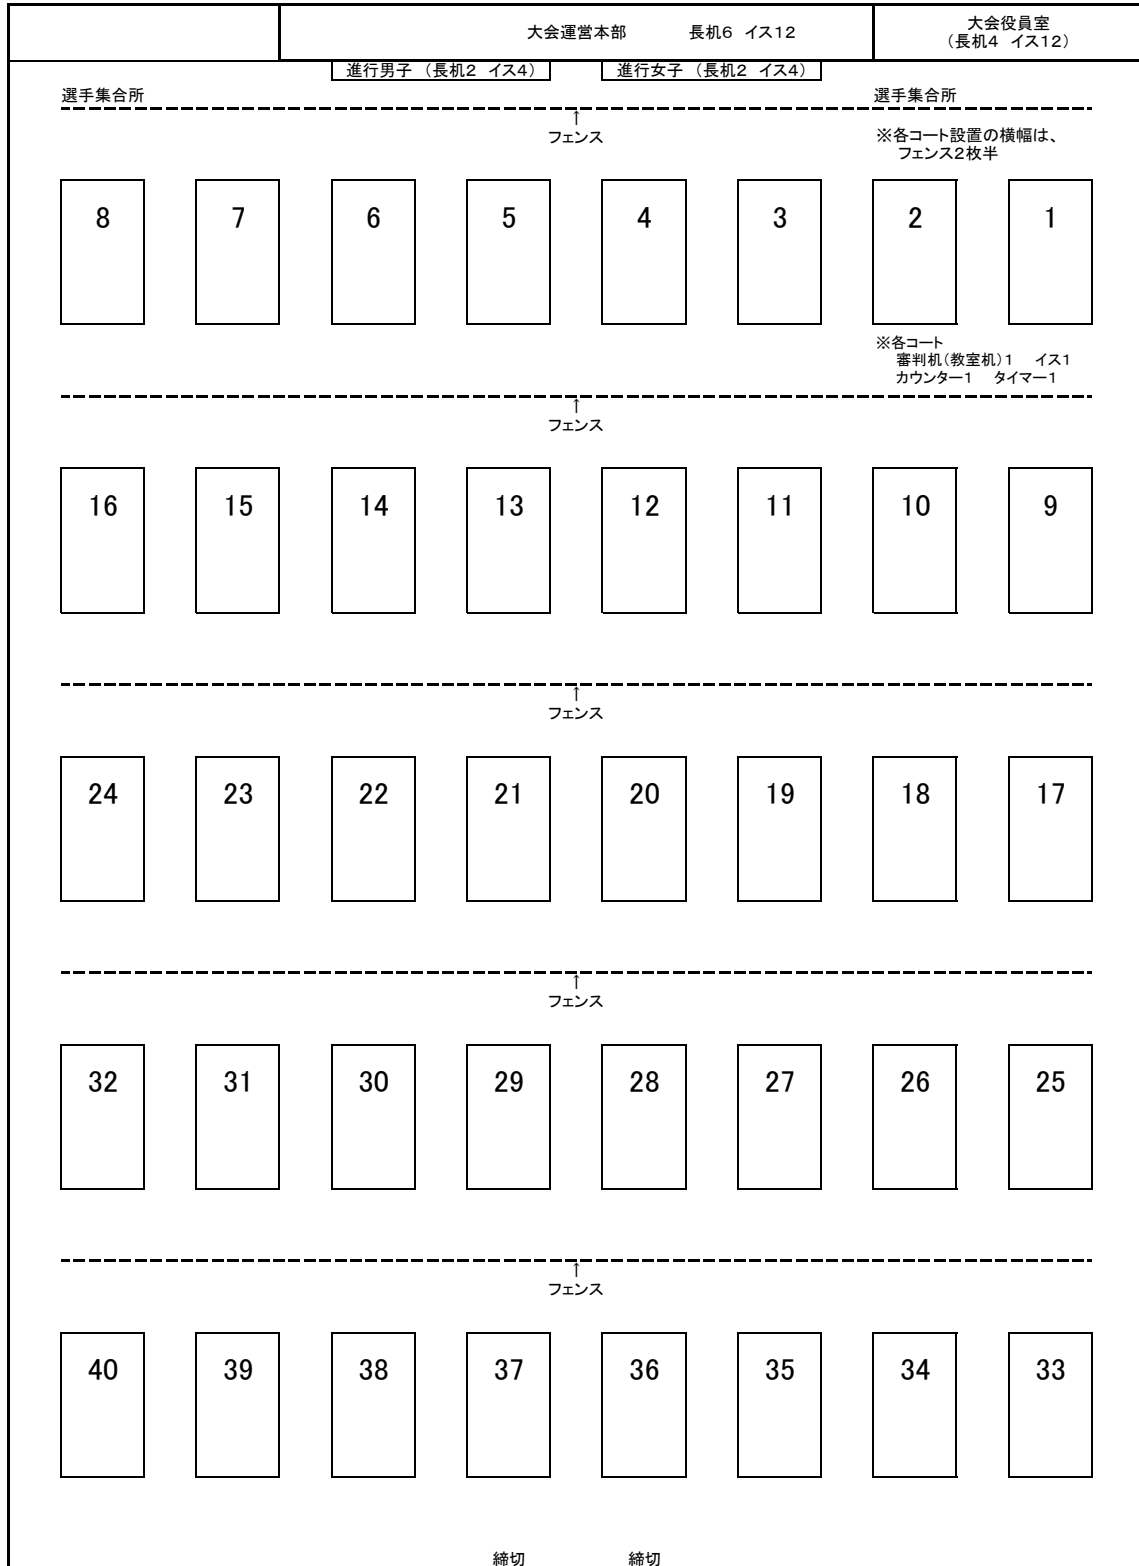 大会運営本部　　長机6 イス12
大会役員室
（長机4 イス12）
進行男子 （長机2 イス4）
進行女子 （長机2 イス4）
選手集合所
選手集合所
↑
フェンス
※各コート設置の横幅は、
フェンス2枚半
8 7 6 5 4 3 2 1
※各コート
審判机（教室机）1 イス1
カウンター1 タイマー1
↑
フェンス
16 15 14 13 12 11 10 9
↑
フェンス
24 23 22 21 20 19 18 17
↑
フェンス
32 31 30 29 28 27 26 25
↑
フェンス
40 39 38 37 36 35 34 33
締切 締切